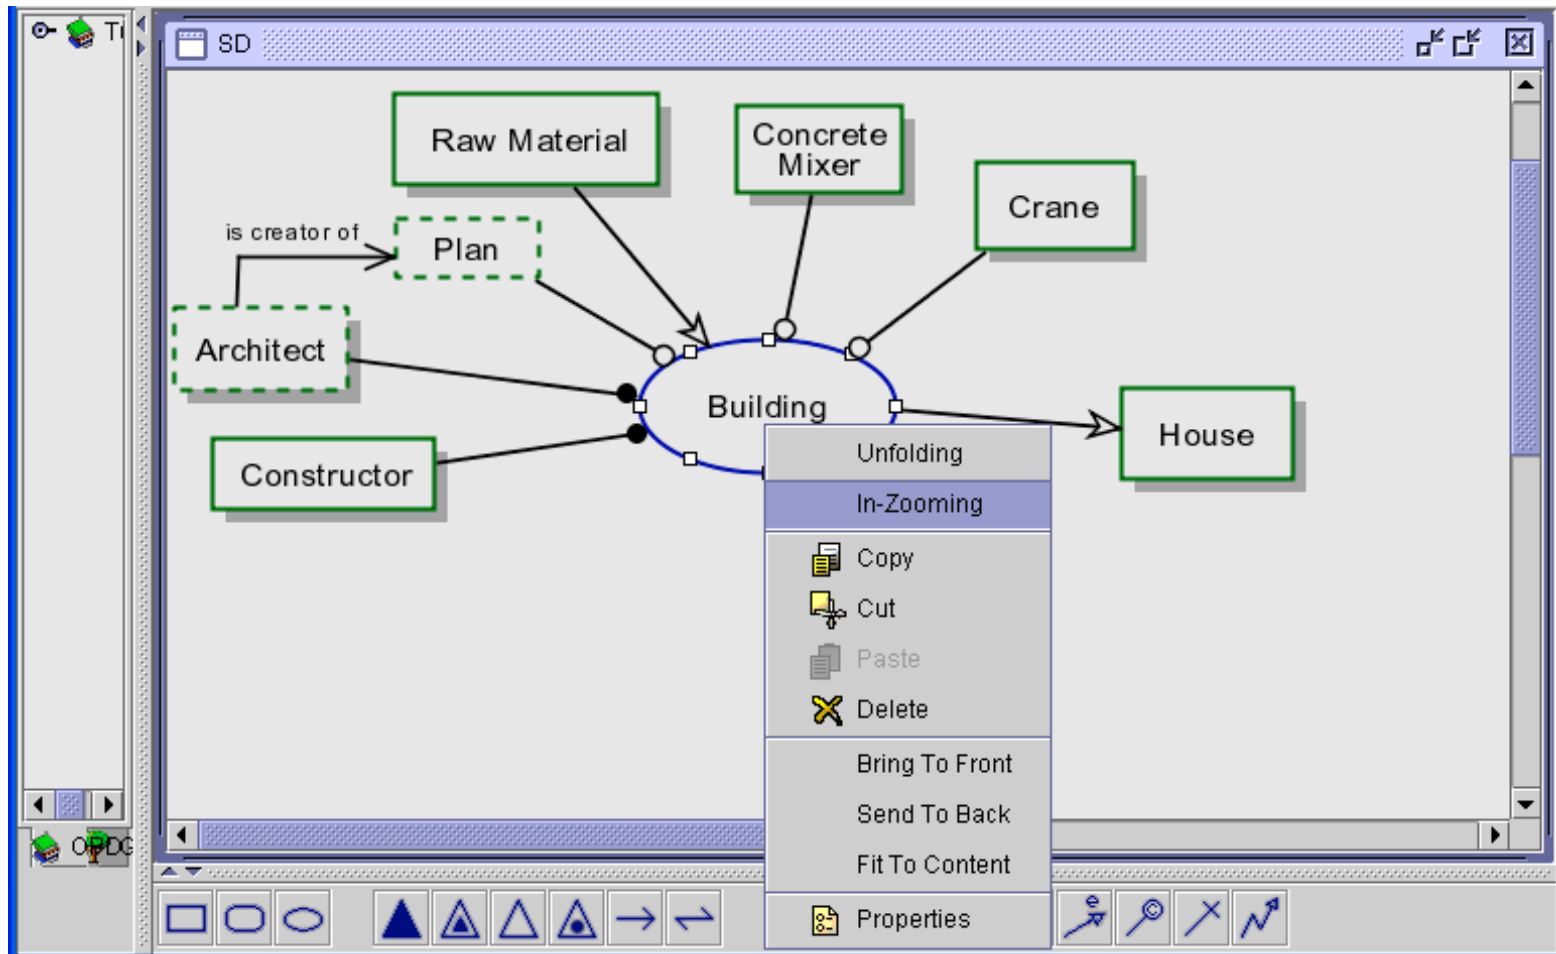 Ti
SD
Raw Material
Concrete
Mixer
Crane
is creator of
Plan
Architect
Building
House
Constructor
Unfolding
In-Zooming
Copy
Cut
Paste
Delete
Bring To Front
Send To Back
Fit To Content
Properties